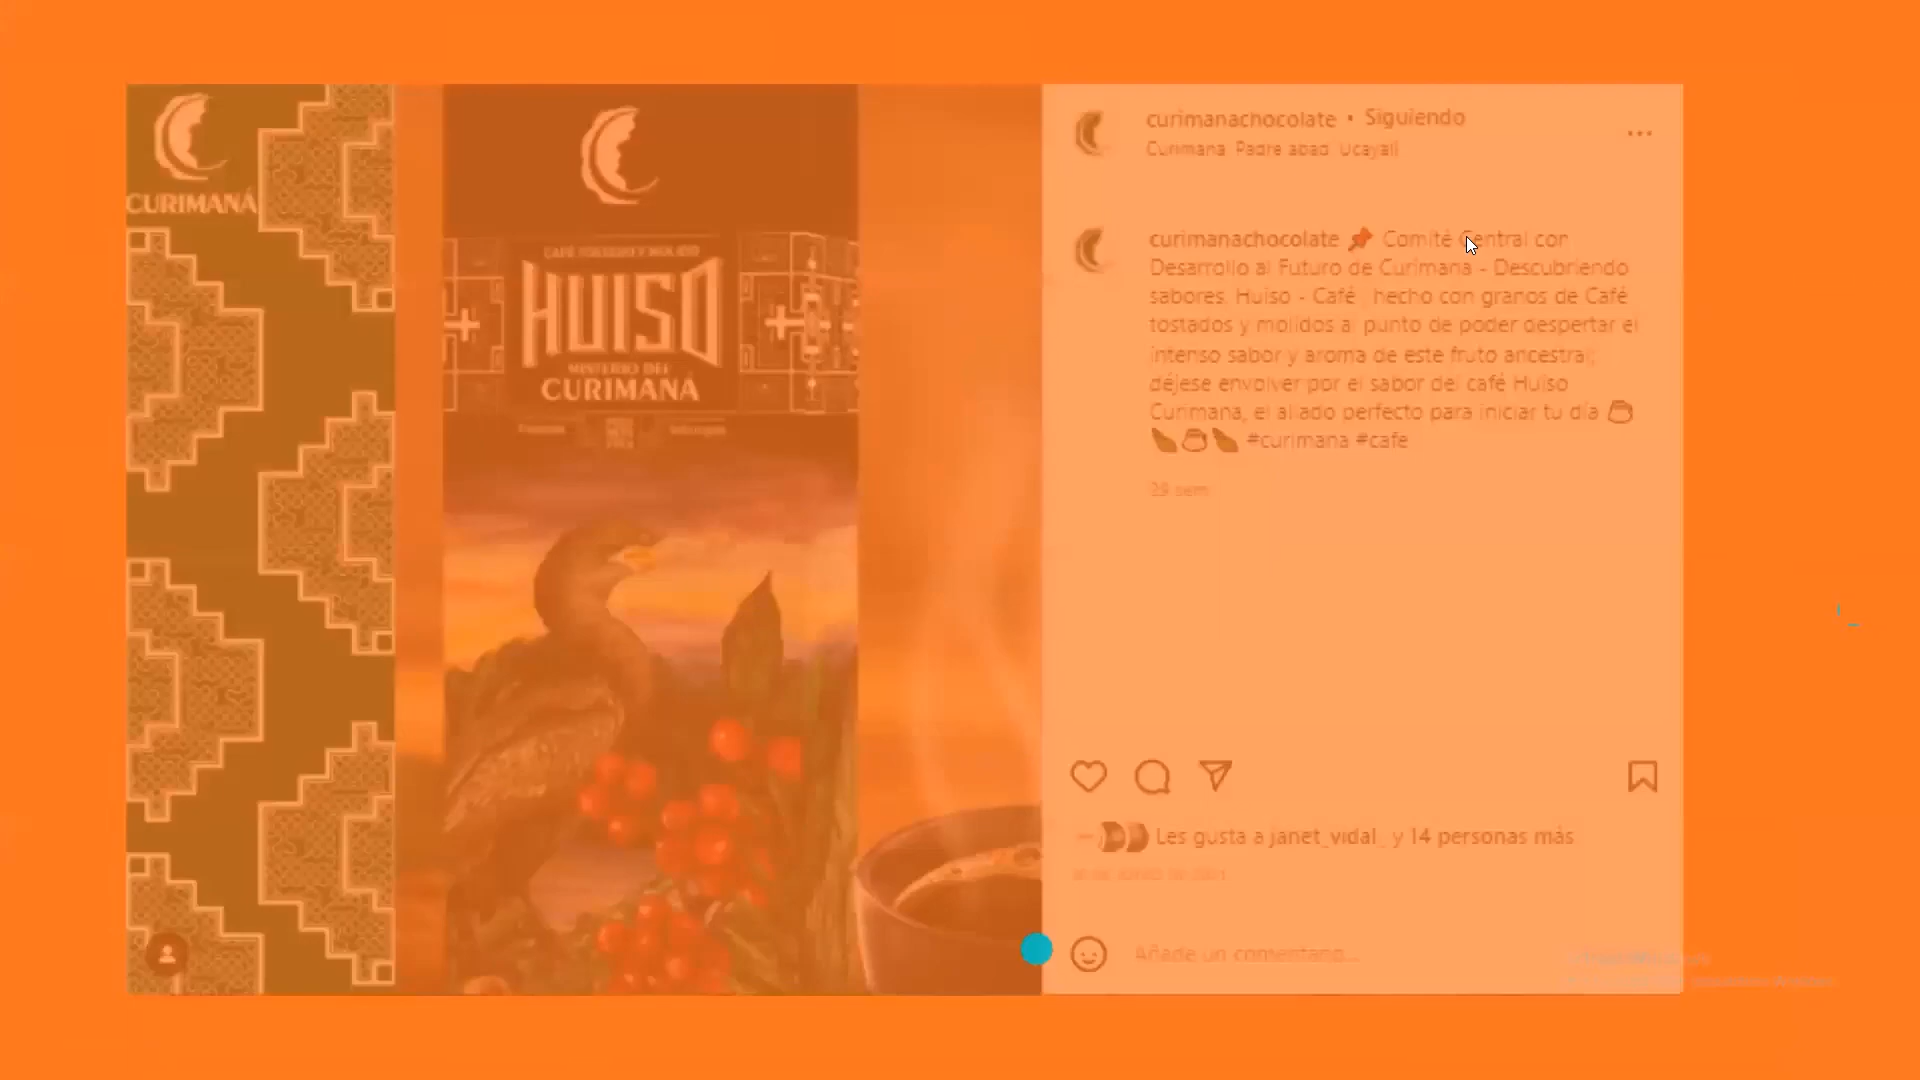 CURIMANÁ
CAFÉ TOSTADO Y MOLIDO
HUISO
MISTERIO DEL
CURIMANÁ
curimanachocolate • Siguiendo
Curimana, Padre abad, Ucayali
curimanachocolate 📌 Comité Central con
Desarrollo al Futuro de Curimana - Descubriendo
sabores. Huiso - Café , hecho con granos de Café
tostados y molidos al punto de poder despertar el
intenso sabor y aroma de este fruto ancestral;
déjese envolver por el sabor del café Huiso
Curimana, el aliado perfecto para iniciar tu día
#curimana #cafe
39 sem
Les gusta a janet_vidal_ y 14 personas más
Añade un comentario...